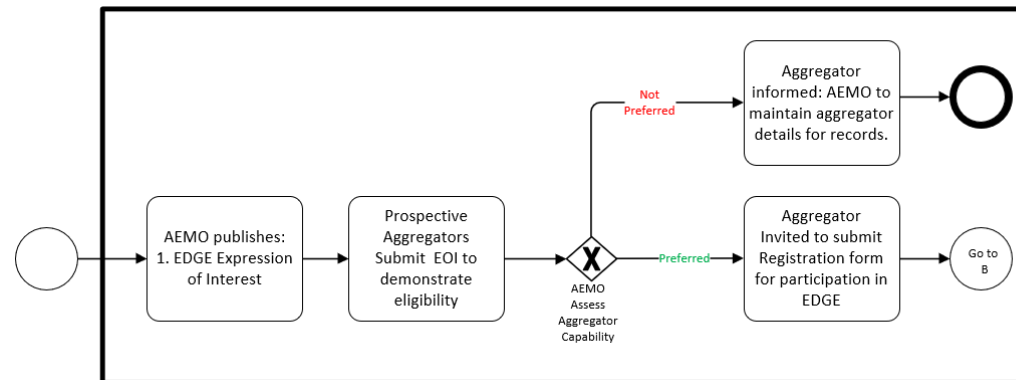 AEMO publishes:
1. EDGE Expression
of Interest
Prospective
Aggregators
Submit EOI to
demonstrate
eligibility
X
AEMO
Assess
Aggregator
Capability
Not
Preferred
Aggregator
informed: AEMO to
maintain aggregator
details for records.
Preferred
Aggregator
Invited to submit
Registration form
for participation in
EDGE
Go to
B